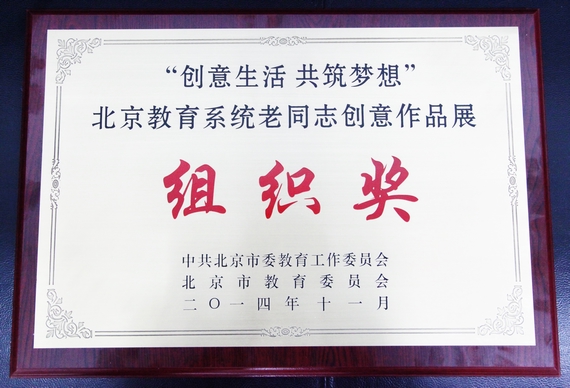 “创意生活 共筑梦想”
北京教育系统老同志创意作品展
组织奖
中共北京市委教育工作委员会
北京市教育委员会
二〇一四年十一月